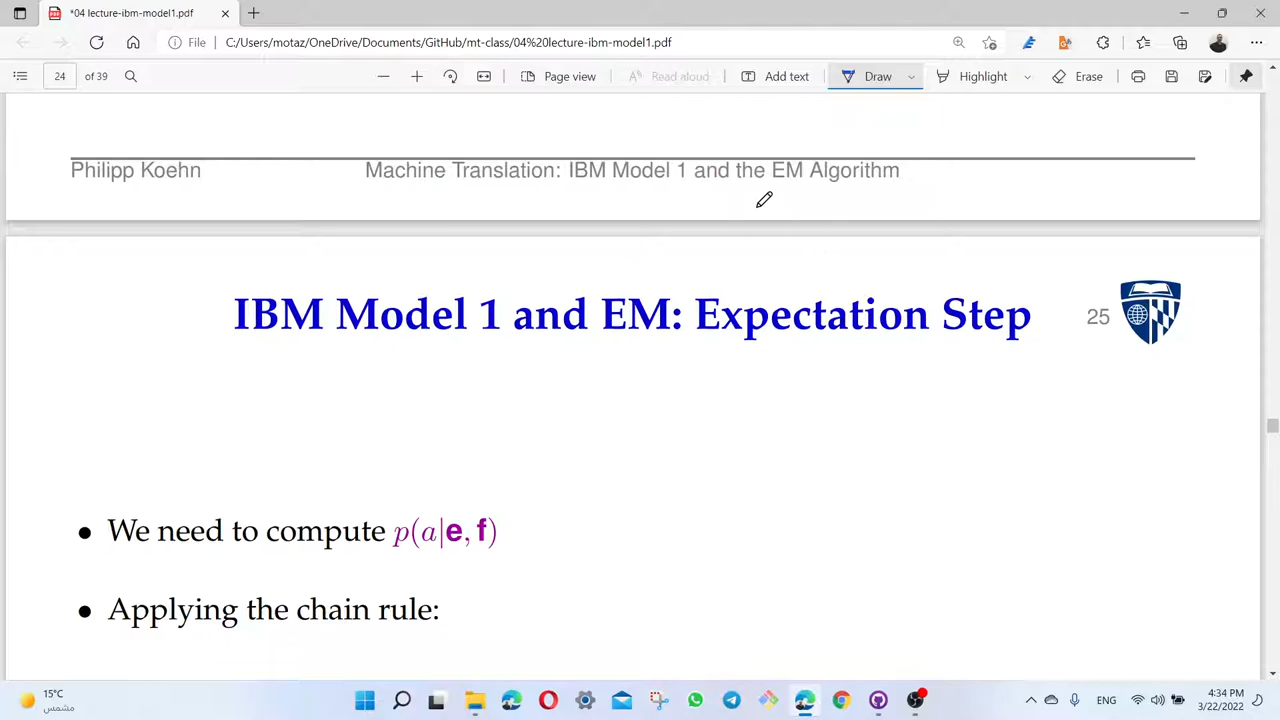 *04 lecture-ibm-model1.pdf
File
C:/Users/motaz/OneDrive/Documents/GitHub/mt-class/04%20lecture-ibm-model1.pdf
24 of 39
Page view
Read aloud
Add text
Draw
Highlight
Erase
Philipp Koehn Machine Translation: IBM Model 1 and the EM Algorithm
IBM Model 1 and EM: Expectation Step 25
• We need to compute p(a|e, f)
• Applying the chain rule:
15°C
مشمس
ENG
4:34 PM
3/22/2022